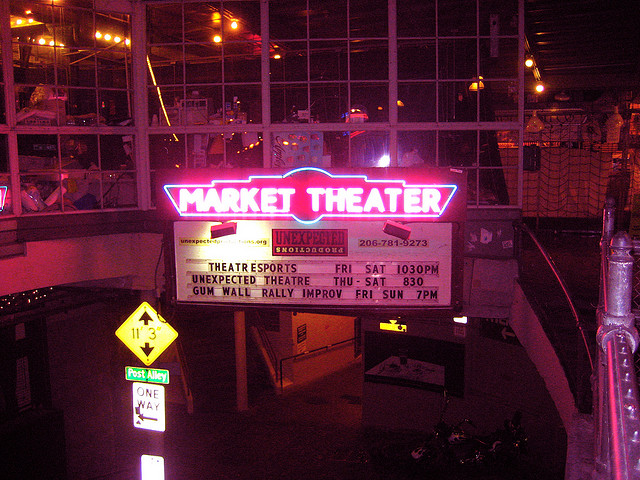 MARKET THEATER
UNEXPECTED
PRODUCTIONS
206-781-9273
THEATRESPORTS FRI SAT 1030PM
UNEXPECTED THEATRE THU - SAT 830
GUM WALL RALLY IMPROV FRI SUN 7PM
11' 3"
Post Alley
ONE
WAY